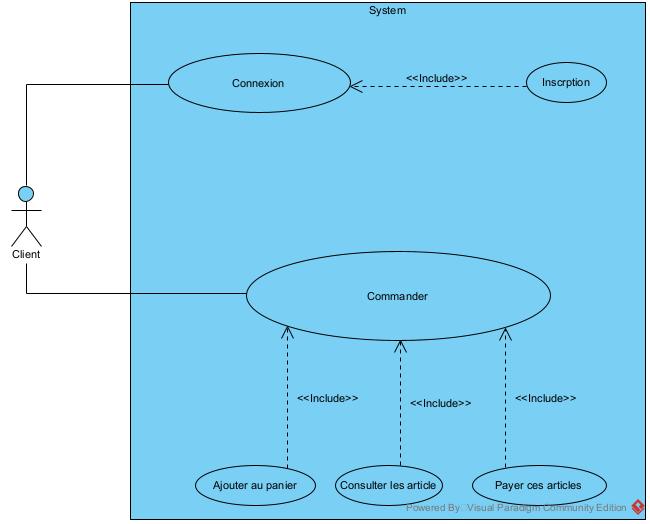 System
Connexion
<<Include>>
Inscrption
Client
Commander
<<Include>>
<<Include>>
<<Include>>
Ajouter au panier
Consulter les article
Payer ces articles
Powered By: Visual Paradigm Community Edition